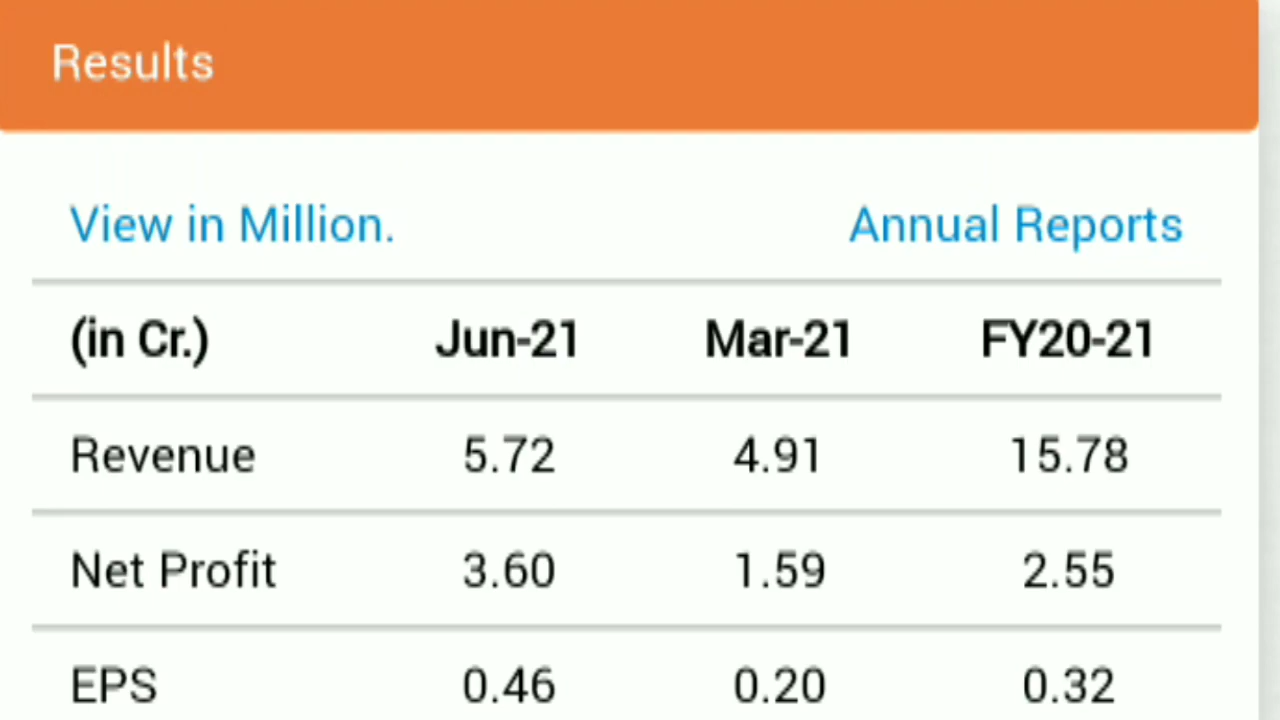 Results
View in Million. Annual Reports
(in Cr.) Jun-21 Mar-21 FY20-21
Revenue 5.72 4.91 15.78
Net Profit 3.60 1.59 2.55
EPS 0.46 0.20 0.32